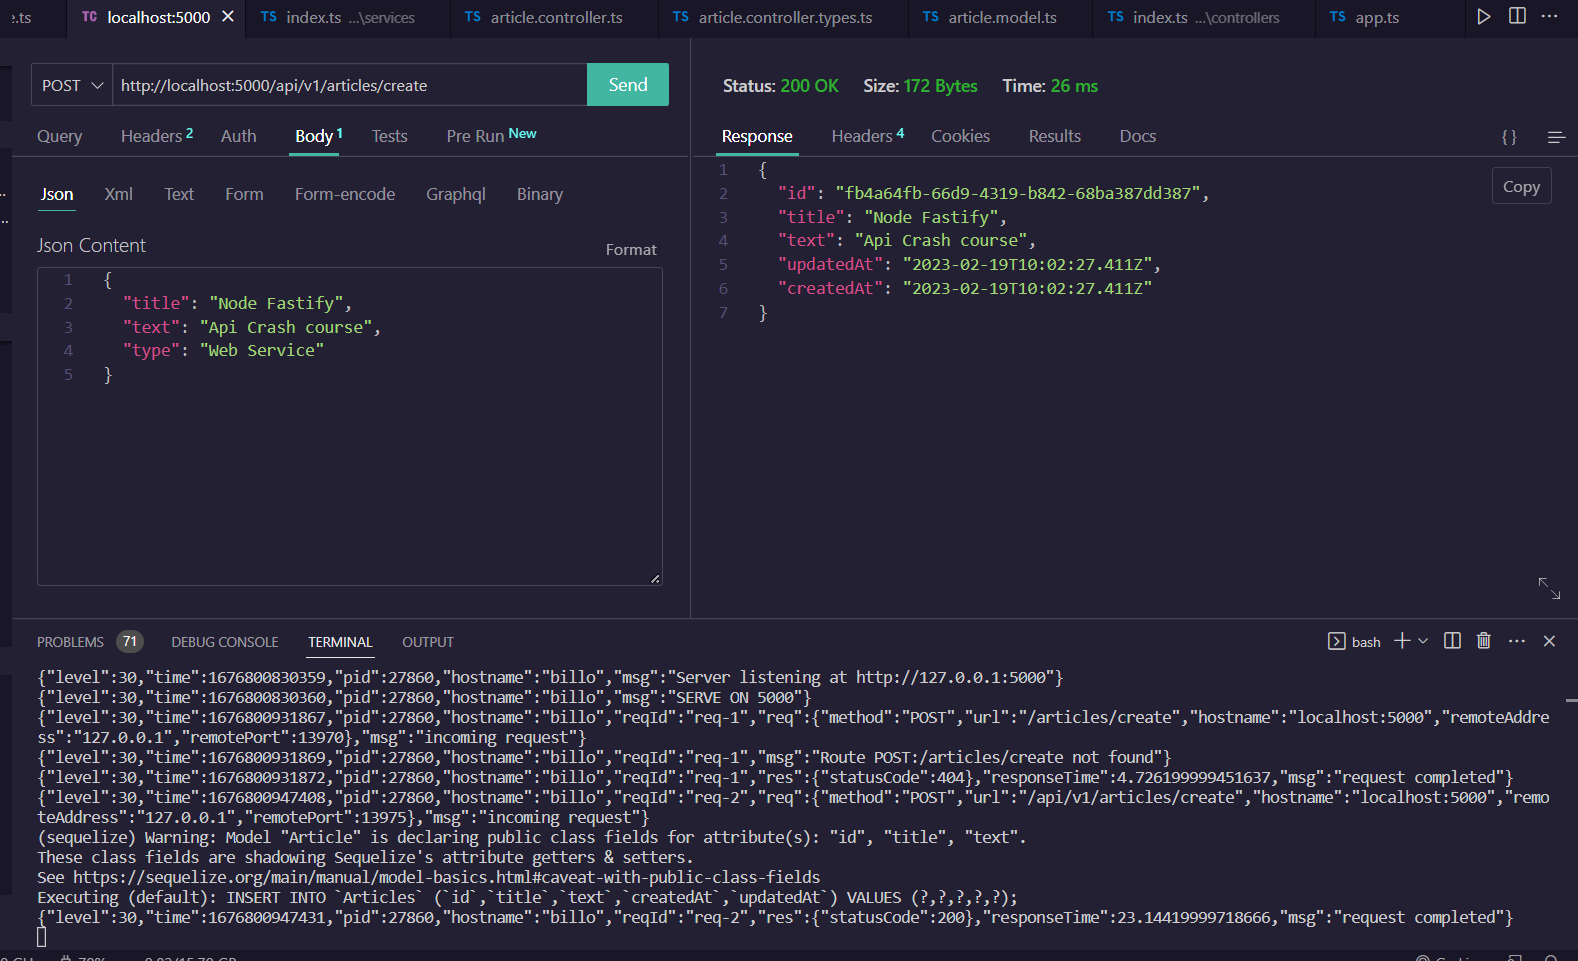 e.ts TC localhost:5000 TS index.ts ...\services TS article.controller.ts TS article.controller.types.ts TS article.model.ts TS index.ts ...\controllers TS app.ts
POST http://localhost:5000/api/v1/articles/create Send
Query Headers 2 Auth Body 1 Tests Pre Run New
Json Xml Text Form Form-encode Graphql Binary
Json Content Format
1 {
2 "title": "Node Fastify",
3 "text": "Api Crash course",
4 "type": "Web Service"
5 }
Status: 200 OK Size: 172 Bytes Time: 26 ms
Response Headers 4 Cookies Results Docs { }
Copy
1 {
2 "id": "fb4a64fb-66d9-4319-b842-68ba387dd387",
3 "title": "Node Fastify",
4 "text": "Api Crash course",
5 "updatedAt": "2023-02-19T10:02:27.411Z",
6 "createdAt": "2023-02-19T10:02:27.411Z"
7 }
PROBLEMS 71 DEBUG CONSOLE TERMINAL OUTPUT bash
{"level":30,"time":1676800830359,"pid":27860,"hostname":"billo","msg":"Server listening at http://127.0.0.1:5000"}
{"level":30,"time":1676800830360,"pid":27860,"hostname":"billo","msg":"SERVE ON 5000"}
{"level":30,"time":1676800931867,"pid":27860,"hostname":"billo","reqId":"req-1","req":{"method":"POST","url":"/articles/create","hostname":"localhost:5000","remoteAddre
ss":"127.0.0.1","remotePort":13970},"msg":"incoming request"}
{"level":30,"time":1676800931869,"pid":27860,"hostname":"billo","reqId":"req-1","msg":"Route POST:/articles/create not found"}
{"level":30,"time":1676800931872,"pid":27860,"hostname":"billo","reqId":"req-1","res":{"statusCode":404},"responseTime":4.726199999451637,"msg":"request completed"}
{"level":30,"time":1676800947408,"pid":27860,"hostname":"billo","reqId":"req-2","req":{"method":"POST","url":"/api/v1/articles/create","hostname":"localhost:5000","remo
teAddress":"127.0.0.1","remotePort":13975},"msg":"incoming request"}
(sequelize) Warning: Model "Article" is declaring public class fields for attribute(s): "id", "title", "text".
These class fields are shadowing Sequelize's attribute getters & setters.
See https://sequelize.org/main/manual/model-basics.html#caveat-with-public-class-fields
Executing (default): INSERT INTO `Articles` (`id`,`title`,`text`,`createdAt`,`updatedAt`) VALUES (?,?,?,?,?);
{"level":30,"time":1676800947431,"pid":27860,"hostname":"billo","reqId":"req-2","res":{"statusCode":200},"responseTime":23.14419999718666,"msg":"request completed"}